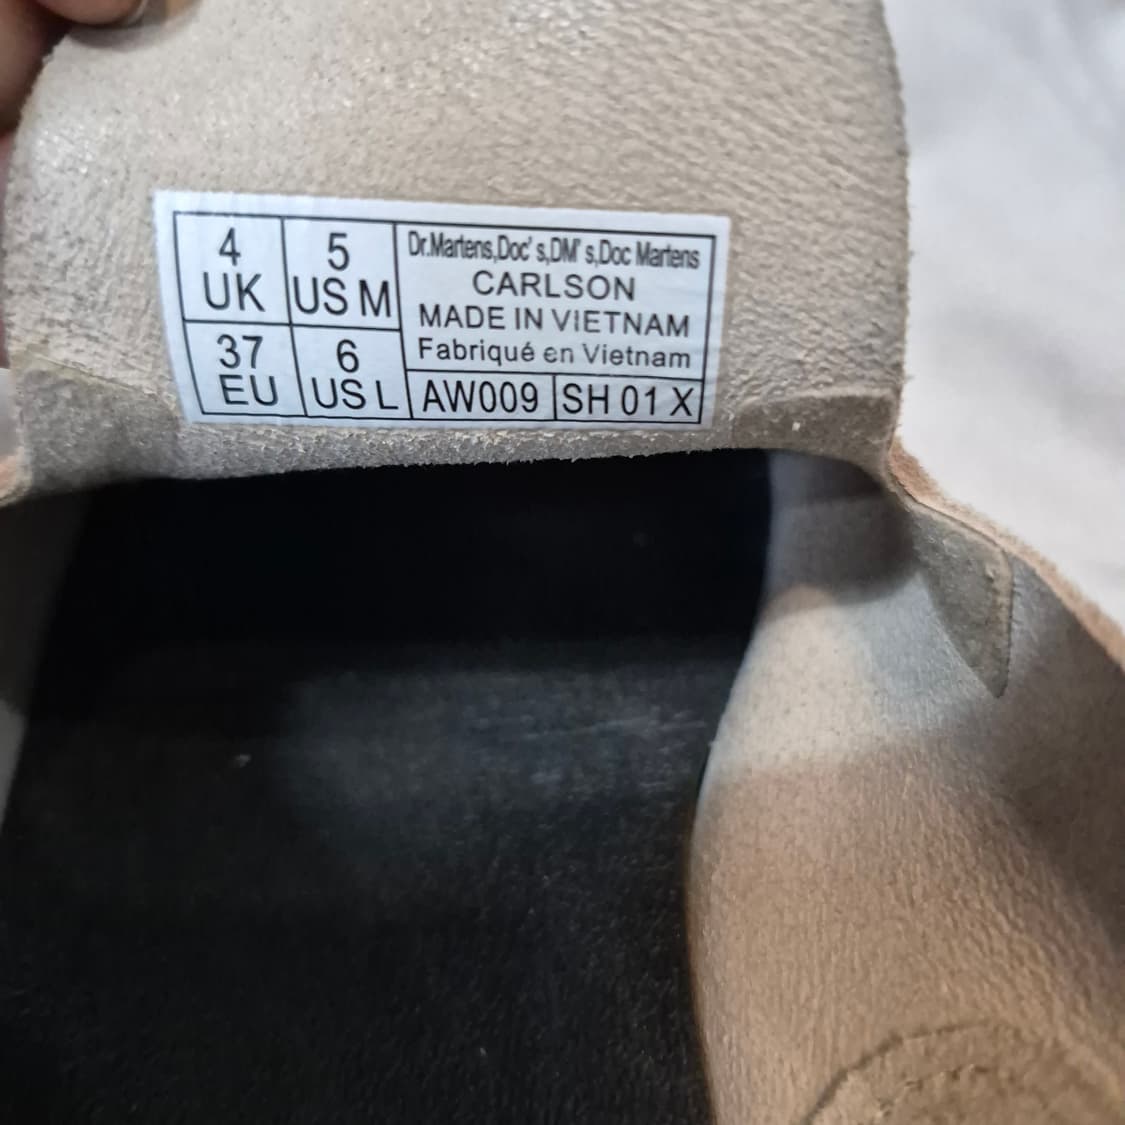 4
UK
5
US M
37
EU
6
US L
Dr.Martens,Doc's,DM's,Doc Martens
CARLSON
MADE IN VIETNAM
Fabriqué en Vietnam
AW009
SH 01 X